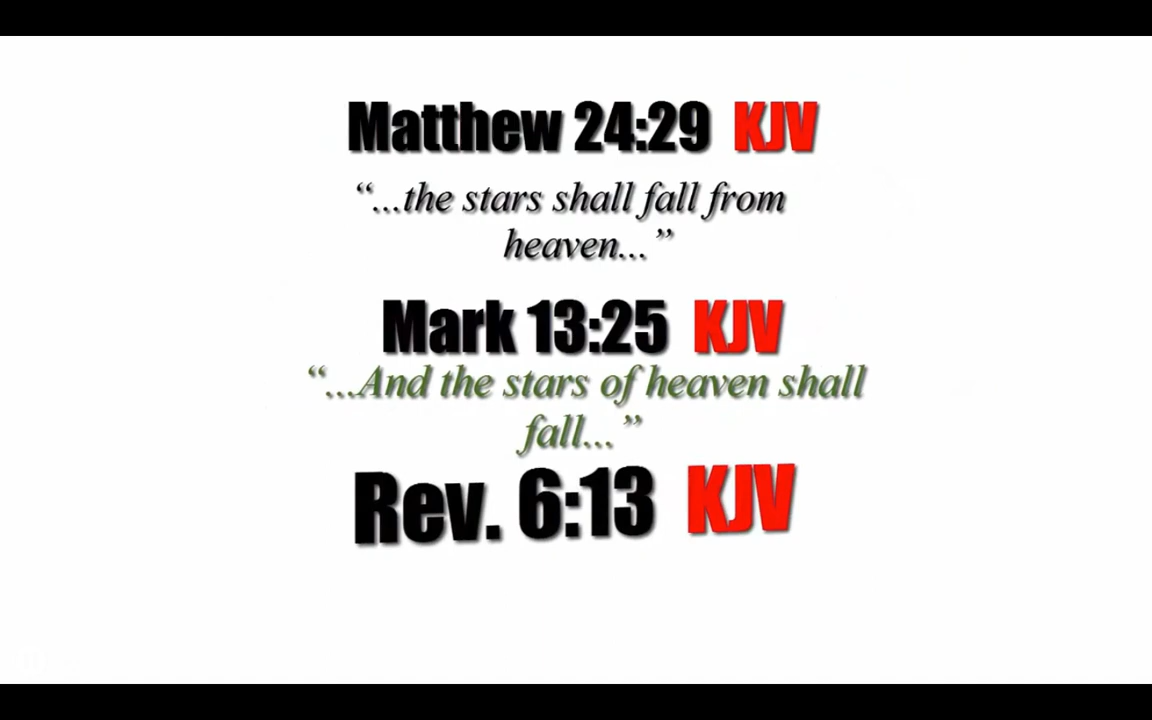 Matthew 24:29 KJV
“...the stars shall fall from
heaven...”
Mark 13:25 KJV
“...And the stars of heaven shall
fall...”
Rev. 6:13 KJV